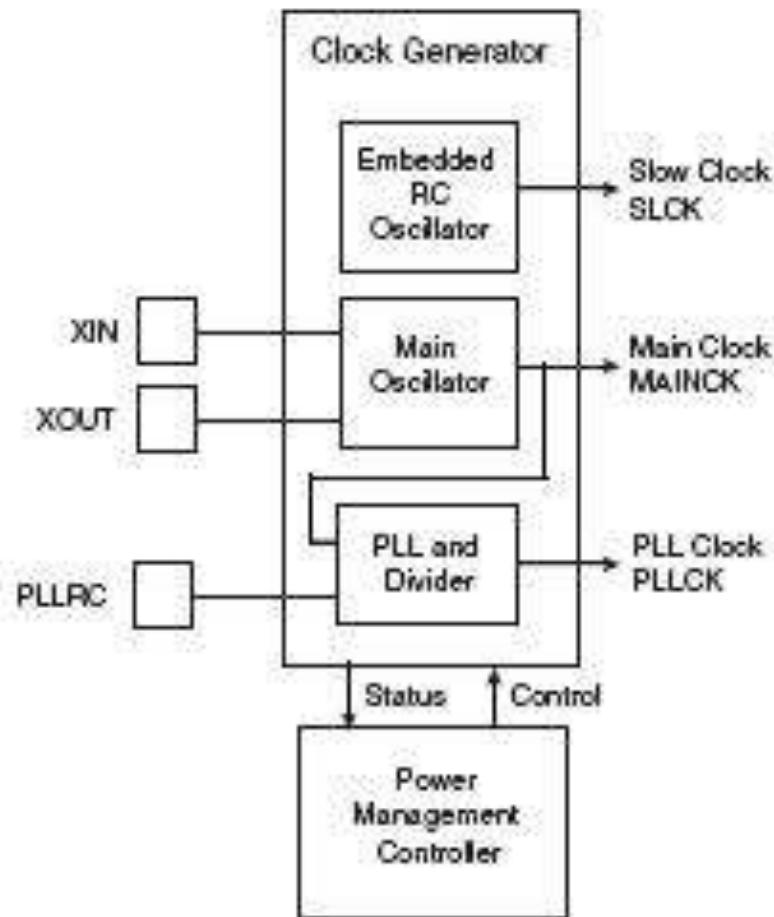 Clock Generator
Embedded
RC
Oscillator
Slow Clock
SLCK
XIN
Main
Oscillator
Main Clock
MAINCK
XOUT
PLL and
Divider
PLL Clock
PLLCK
PLLRC
Status
Control
Power
Management
Controller